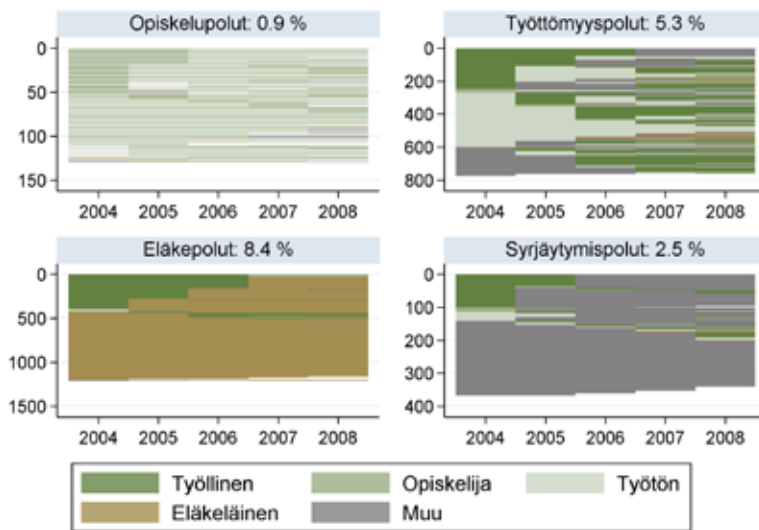 Opiskelupolut: 0.9 %
0
50
100
150
2004 2005 2006 2007 2008
Työttömyyspolut: 5.3 %
0
200
400
600
800
2004 2005 2006 2007 2008
Eläkepolut: 8.4 %
0
500
1000
1500
2004 2005 2006 2007 2008
Syrjäytymispolut: 2.5 %
0
100
200
300
400
2004 2005 2006 2007 2008
Työllinen Opiskelija Työtön
Eläkeläinen Muu